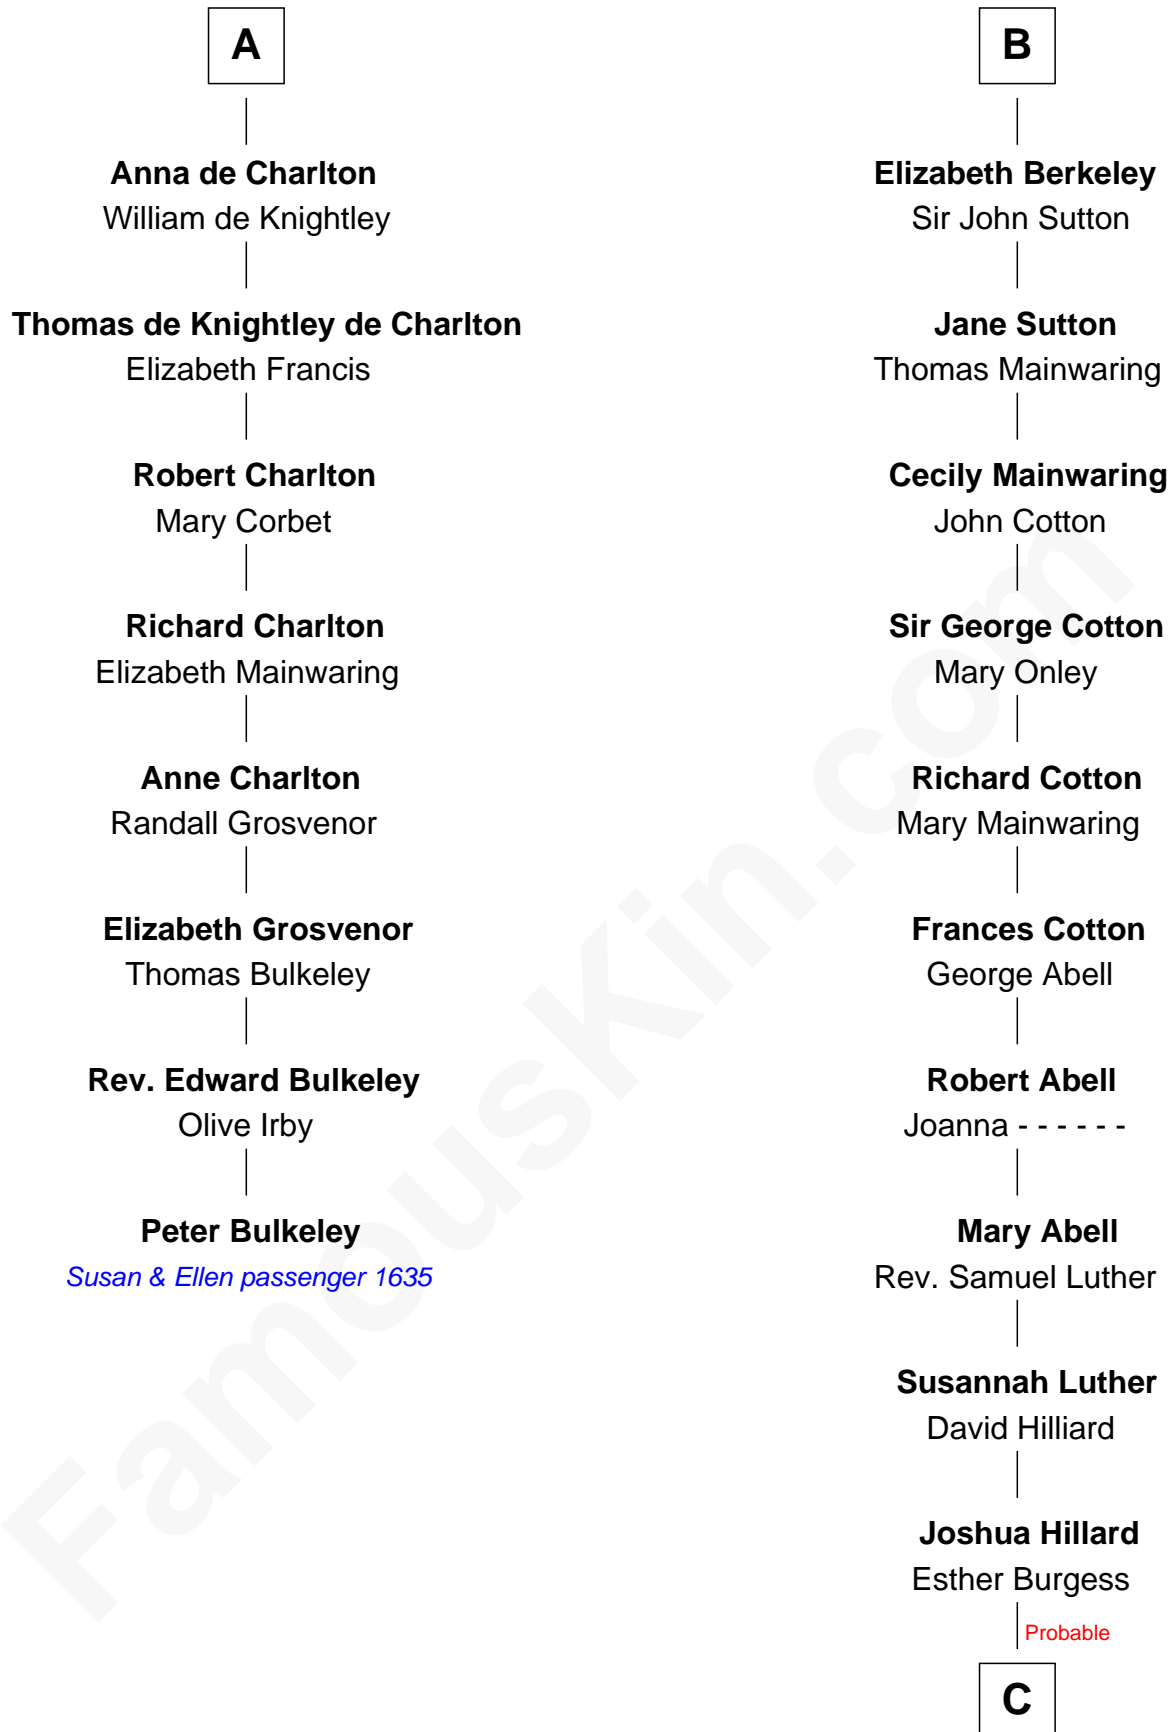 A
Anna de Charlton
William de Knightley
Thomas de Knightley de Charlton
Elizabeth Francis
Robert Charlton
Mary Corbet
Richard Charlton
Elizabeth Mainwaring
Anne Charlton
Randall Grosvenor
Elizabeth Grosvenor
Thomas Bulkeley
Rev. Edward Bulkeley
Olive Irby
Peter Bulkeley
Susan & Ellen passenger 1635
B
Elizabeth Berkeley
Sir John Sutton
Jane Sutton
Thomas Mainwaring
Cecily Mainwaring
John Cotton
Sir George Cotton
Mary Onley
Richard Cotton
Mary Mainwaring
Frances Cotton
George Abell
Robert Abell
Joanna - - - - - -
Mary Abell
Rev. Samuel Luther
Susannah Luther
David Hilliard
Joshua Hillard
Esther Burgess
Probable
C
FamousKin.com